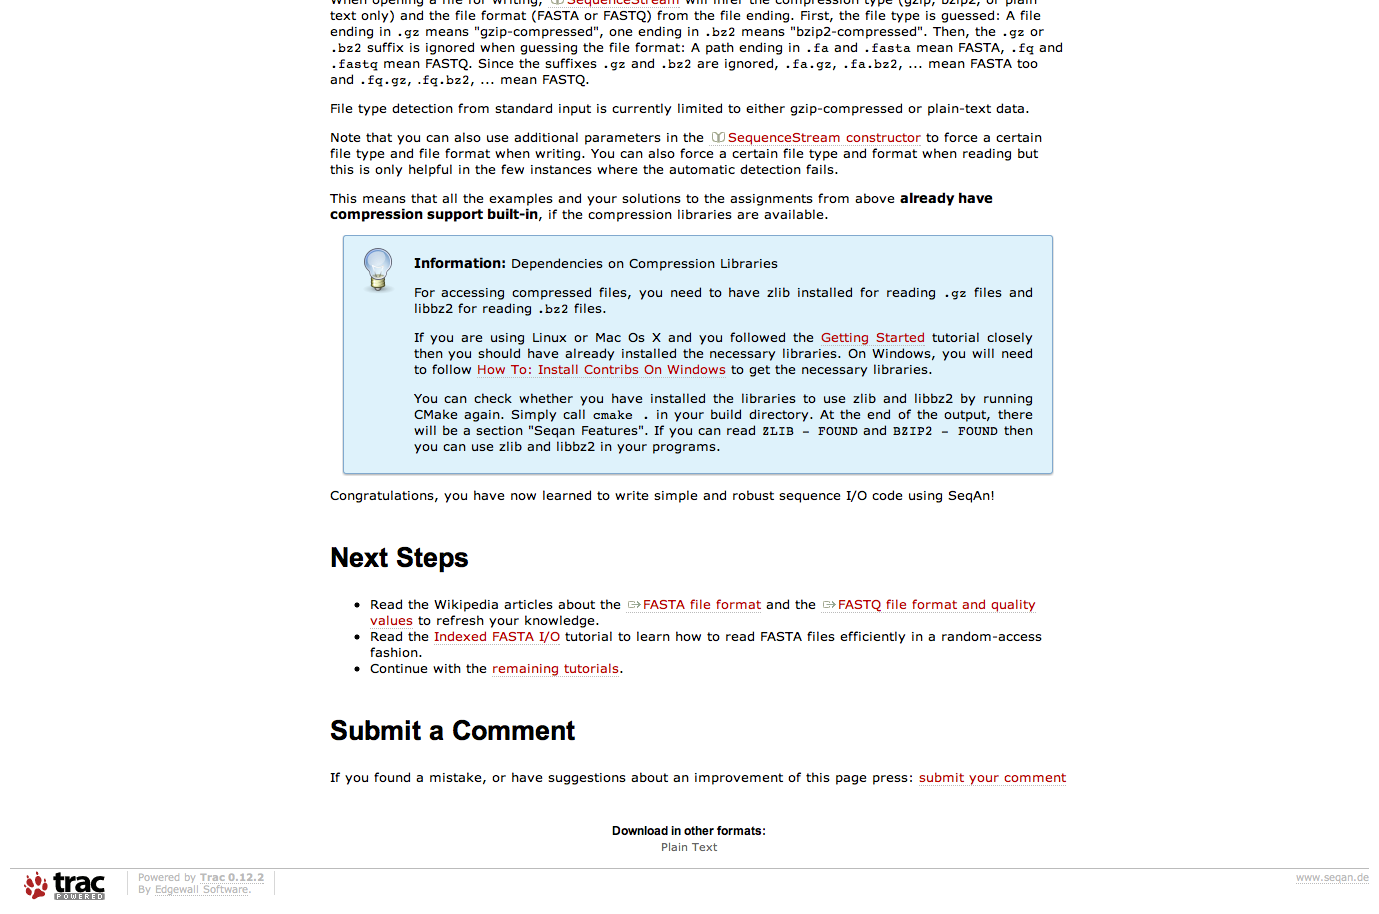 When opening a file for writing, SequenceStream will infer the compression type (gzip, bzip2, or plain
text only) and the file format (FASTA or FASTQ) from the file ending. First, the file type is guessed: A file
ending in .gz means "gzip-compressed", one ending in .bz2 means "bzip2-compressed". Then, the .gz or
.bz2 suffix is ignored when guessing the file format: A path ending in .fa and .fasta mean FASTA, .fq and
.fastq mean FASTQ. Since the suffixes .gz and .bz2 are ignored, .fa.gz, .fa.bz2, ... mean FASTA too
and .fq.gz, .fq.bz2, ... mean FASTQ.
File type detection from standard input is currently limited to either gzip-compressed or plain-text data.
Note that you can also use additional parameters in the SequenceStream constructor to force a certain
file type and file format when writing. You can also force a certain file type and format when reading but
this is only helpful in the few instances where the automatic detection fails.
This means that all the examples and your solutions to the assignments from above already have
compression support built-in, if the compression libraries are available.
Information: Dependencies on Compression Libraries
For accessing compressed files, you need to have zlib installed for reading .gz files and
libbz2 for reading .bz2 files.
If you are using Linux or Mac Os X and you followed the Getting Started tutorial closely
then you should have already installed the necessary libraries. On Windows, you will need
to follow How To: Install Contribs On Windows to get the necessary libraries.
You can check whether you have installed the libraries to use zlib and libbz2 by running
CMake again. Simply call cmake . in your build directory. At the end of the output, there
will be a section "Seqan Features". If you can read ZLIB - FOUND and BZIP2 - FOUND then
you can use zlib and libbz2 in your programs.
Congratulations, you have now learned to write simple and robust sequence I/O code using SeqAn!
Next Steps
• Read the Wikipedia articles about the FASTA file format and the FASTQ file format and quality
values to refresh your knowledge.
• Read the Indexed FASTA I/O tutorial to learn how to read FASTA files efficiently in a random-access
fashion.
• Continue with the remaining tutorials.
Submit a Comment
If you found a mistake, or have suggestions about an improvement of this page press: submit your comment
Download in other formats:
Plain Text
trac
POWERED
Powered by Trac 0.12.2
By Edgewall Software.
www.seqan.de